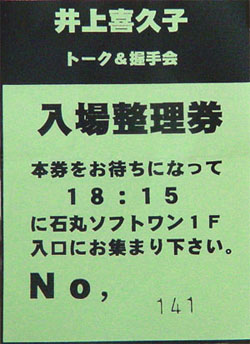 井上喜久子
トーク＆握手会
入場整理券
本券をお待ちになって
１８：１５
に石丸ソフトワン１Ｆ
入口にお集まり下さい。
Ｎｏ，　141